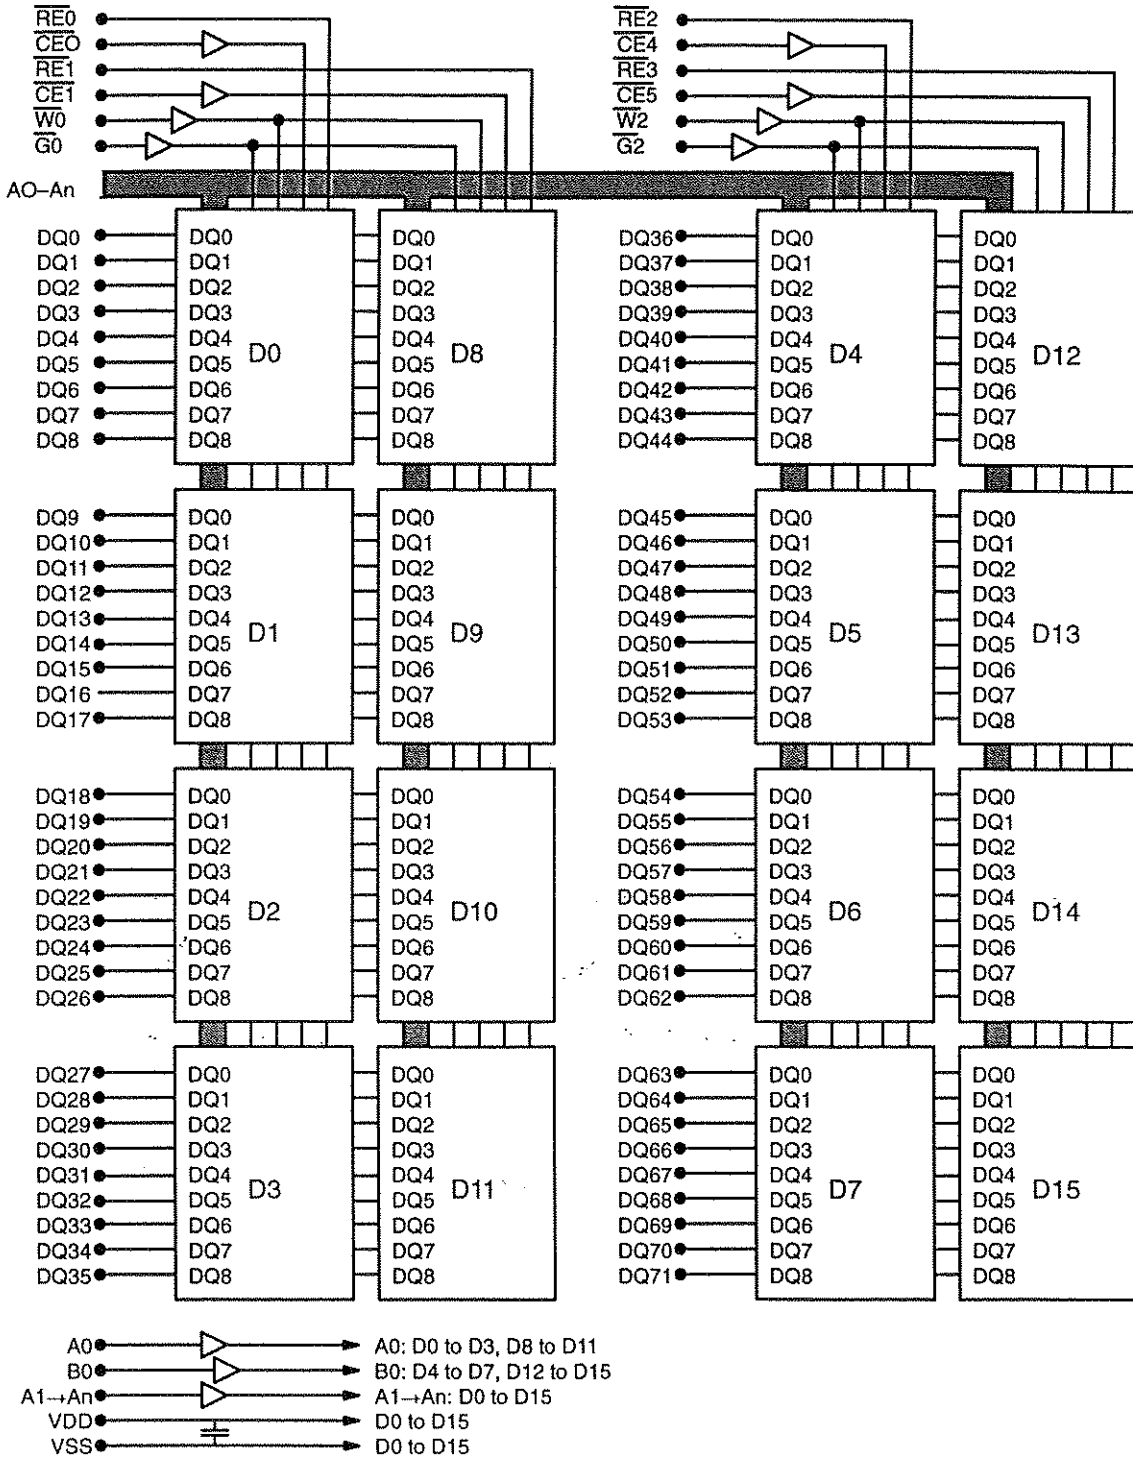 RE0
CEO
RE1
CE1
W0
G0
RE2
CE4
RE3
CE5
W2
G2
AO–An
DQ0
DQ1
DQ2
DQ3
DQ4
DQ5
DQ6
DQ7
DQ8
DQ0
DQ1
DQ2
DQ3
DQ4
DQ5
DQ6
DQ7
DQ8
D0
DQ0
DQ1
DQ2
DQ3
DQ4
DQ5
DQ6
DQ7
DQ8
D8
DQ36
DQ37
DQ38
DQ39
DQ40
DQ41
DQ42
DQ43
DQ44
DQ0
DQ1
DQ2
DQ3
DQ4
DQ5
DQ6
DQ7
DQ8
D4
DQ0
DQ1
DQ2
DQ3
DQ4
DQ5
DQ6
DQ7
DQ8
D12
DQ9
DQ10
DQ11
DQ12
DQ13
DQ14
DQ15
DQ16
DQ17
DQ0
DQ1
DQ2
DQ3
DQ4
DQ5
DQ6
DQ7
DQ8
D1
DQ0
DQ1
DQ2
DQ3
DQ4
DQ5
DQ6
DQ7
DQ8
D9
DQ45
DQ46
DQ47
DQ48
DQ49
DQ50
DQ51
DQ52
DQ53
DQ0
DQ1
DQ2
DQ3
DQ4
DQ5
DQ6
DQ7
DQ8
D5
DQ0
DQ1
DQ2
DQ3
DQ4
DQ5
DQ6
DQ7
DQ8
D13
DQ18
DQ19
DQ20
DQ21
DQ22
DQ23
DQ24
DQ25
DQ26
DQ0
DQ1
DQ2
DQ3
DQ4
DQ5
DQ6
DQ7
DQ8
D2
DQ0
DQ1
DQ2
DQ3
DQ4
DQ5
DQ6
DQ7
DQ8
D10
DQ54
DQ55
DQ56
DQ57
DQ58
DQ59
DQ60
DQ61
DQ62
DQ0
DQ1
DQ2
DQ3
DQ4
DQ5
DQ6
DQ7
DQ8
D6
DQ0
DQ1
DQ2
DQ3
DQ4
DQ5
DQ6
DQ7
DQ8
D14
DQ27
DQ28
DQ29
DQ30
DQ31
DQ32
DQ33
DQ34
DQ35
DQ0
DQ1
DQ2
DQ3
DQ4
DQ5
DQ6
DQ7
DQ8
D3
DQ0
DQ1
DQ2
DQ3
DQ4
DQ5
DQ6
DQ7
DQ8
D11
DQ63
DQ64
DQ65
DQ66
DQ67
DQ68
DQ69
DQ70
DQ71
DQ0
DQ1
DQ2
DQ3
DQ4
DQ5
DQ6
DQ7
DQ8
D7
DQ0
DQ1
DQ2
DQ3
DQ4
DQ5
DQ6
DQ7
DQ8
D15
A0 A0: D0 to D3, D8 to D11
B0 B0: D4 to D7, D12 to D15
A1→An A1→An: D0 to D15
VDD D0 to D15
VSS D0 to D15